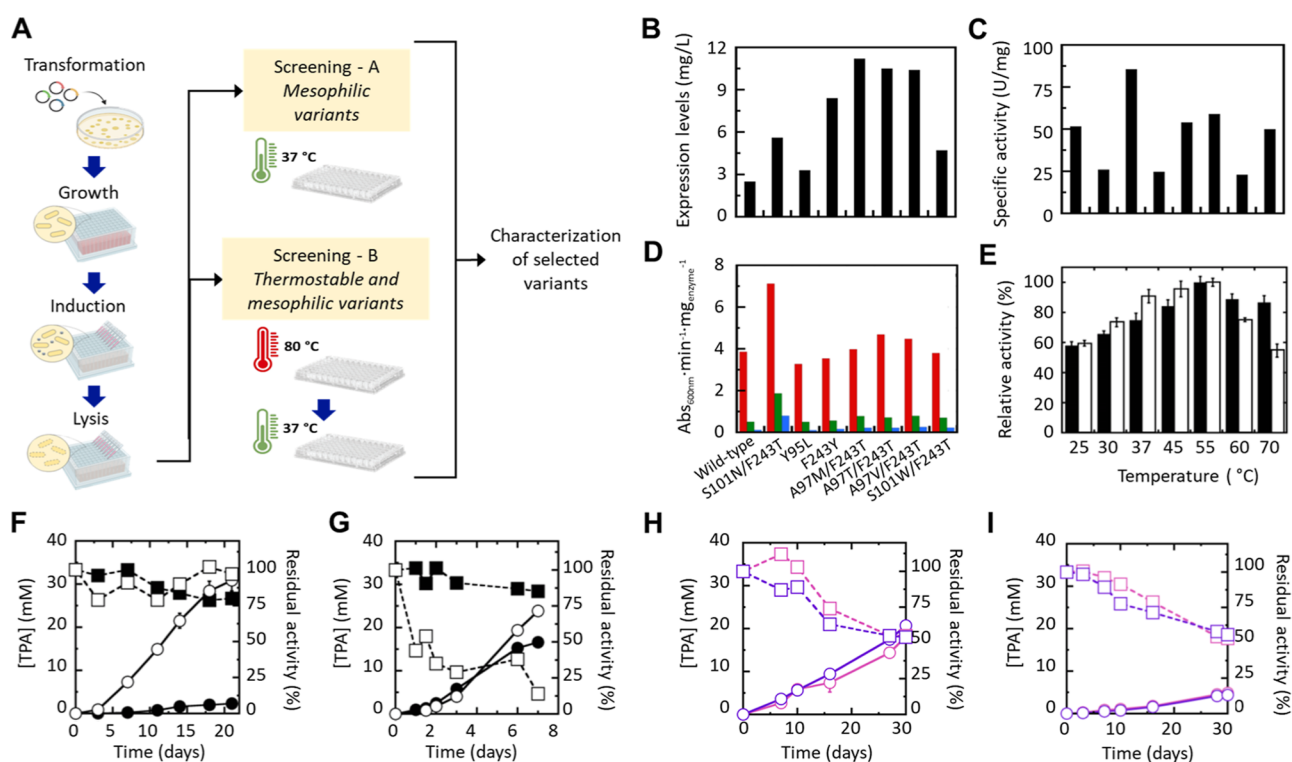 A
Transformation
Growth
Induction
Lysis
Screening - A
Mesophilic
variants
37 °C
Screening - B
Thermostable and
mesophilic variants
80 °C
37 °C
Characterization
of selected
variants
B
Expression levels (mg/L)
12
9
6
3
0
C
Specific activity (U/mg)
100
75
50
25
0
D
Abs600nm·min-1·mgenzyme-1
8
6
4
2
0
Wild-type
S101N/F243T
Y95L
F243Y
A97M/F243T
A97T/F243T
A97V/F243T
S101W/F243T
E
Relative activity (%)
100
80
60
40
60
0
25 30 37 45 55 60 70
Temperature ( °C)
F
[TPA] (mM)
40
30
20
10
0
0 5 10 15 20
Time (days)
100
75
50
25
0
Residual activity (%)
G
[TPA] (mM)
40
30
20
10
0
0 2 4 6 8
Time (days)
100
75
50
25
0
Residual activity (%)
H
[TPA] (mM)
40
30
20
10
0
0 10 20 30
Time (days)
100
75
50
25
0
Residual activity (%)
I
[TPA] (mM)
40
30
20
10
0
0 10 20 30
Time (days)
100
75
50
25
0
Residual activity (%)